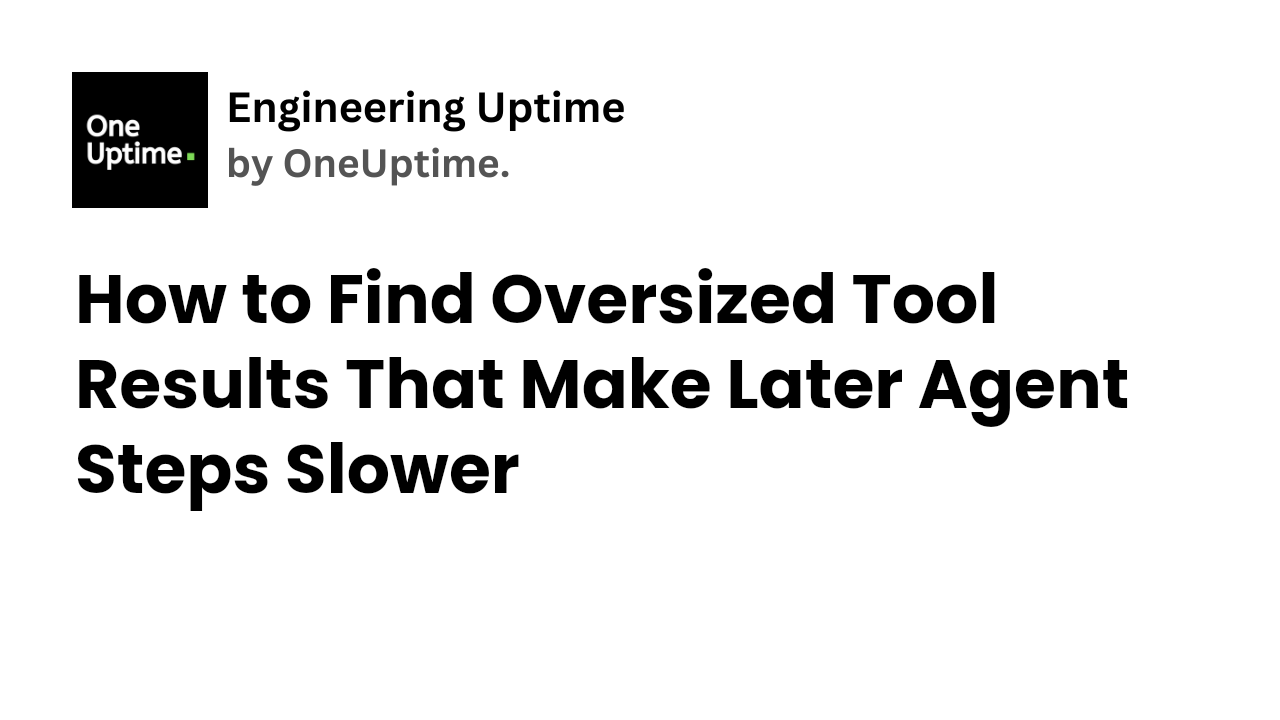 One
Uptime.
Engineering Uptime
by OneUptime.
How to Find Oversized Tool
Results That Make Later Agent
Steps Slower